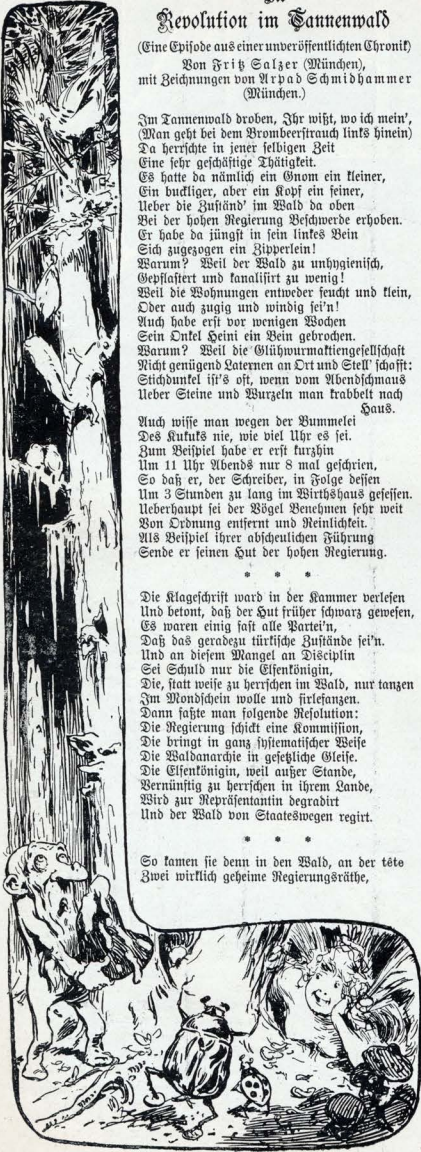 Revolution im Tannenwald
(Eine Episode aus einer unveröffentlichten Chronik)
Von Fritz Salzer (München),
mit Zeichnungen von Arpad Schmidhammer
(München.)
Im Tannenwald droben, Ihr wißt, wo ich mein’,
(Man geht bei dem Brombeerstrauch links hinein)
Da herrschte in jener selbigen Zeit
Eine sehr geschäftige Thätigkeit.
Es hatte da nämlich ein Gnom ein kleiner,
Ein buckliger, aber ein Kopf ein feiner,
Ueber die Zuständ’ im Wald da oben
Bei der hohen Regierung Beschwerde erhoben.
Er habe da jüngst in sein linkes Bein
Sich zugezogen ein Zipperlein!
Warum? Weil der Wald zu unhygienisch,
Gepflastert und kanalisirt zu wenig!
Weil die Wohnungen entweder feucht und klein,
Oder auch zugig und windig sei’n!
Auch habe erst vor wenigen Wochen
Sein Onkel Heini ein Bein gebrochen.
Warum? Weil die Glühwurmaktiengesellschaft
Nicht genügend Laternen an Ort und Stell’ schafft:
Stichdunkel ist’s oft, wenn vom Abendschmaus
Ueber Steine und Wurzeln man krabbelt nach
Haus.
Auch wisse man wegen der Bummelei
Des Kukuks nie, wie viel Uhr es sei.
Zum Beispiel habe er erst kurzhin
Um 11 Uhr Abends nur 8 mal geschrien,
So daß er, der Schreiber, in Folge dessen
Um 3 Stunden zu lang im Wirthshaus gesessen.
Ueberhaupt sei der Vögel Benehmen sehr weit
Von Ordnung entfernt und Reinlichkeit.
Als Beispiel ihrer abscheulichen Führung
Sende er seinen Hut der hohen Regierung.
* * *
Die Klageschrift ward in der Kammer verlesen
Und betont, daß der Hut früher schwarz gewesen,
Es waren einig fast alle Partei’n,
Daß das geradezu türkische Zustände sei’n.
Und an diesem Mangel an Disciplin
Sei Schuld nur die Elfenkönigin,
Die, statt weise zu herrschen im Wald, nur tanzen
Im Mondschein wolle und firlefanzen.
Dann faßte man folgende Resolution:
Die Regierung schickt eine Kommission,
Die bringt in ganz systematischer Weise
Die Waldanarchie in gesetzliche Gleise.
Die Elfenkönigin, weil außer Stande,
Vernünftig zu herrschen in ihrem Lande,
Wird zur Repräsentantin degradirt
Und der Wald von Staateswegen regirt.
* * *
So kamen sie denn in den Wald, an der tête
Zwei wirklich geheime Regierungsräthe,